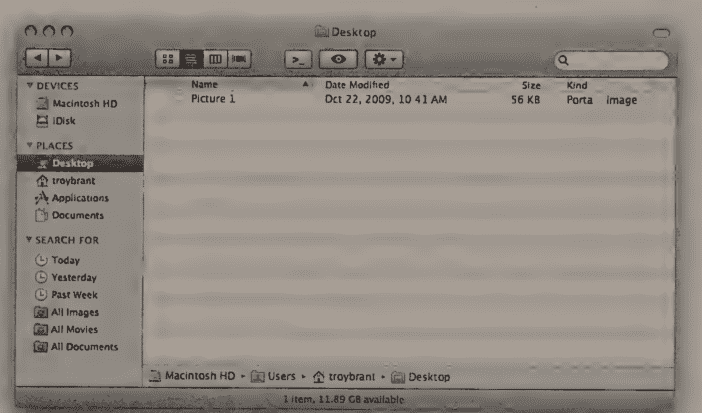 Desktop
>_
Name Date Modified Size Kind
Picture 1 Oct 22, 2009, 10 41 AM 56 KB Porta image
DEVICES
Macintosh HD
iDisk
PLACES
Desktop
troybrant
Applications
Documents
SEARCH FOR
Today
Yesterday
Past Week
All Images
All Movies
All Documents
Macintosh HD Users troybrant Desktop
1 item, 11.89 GB available